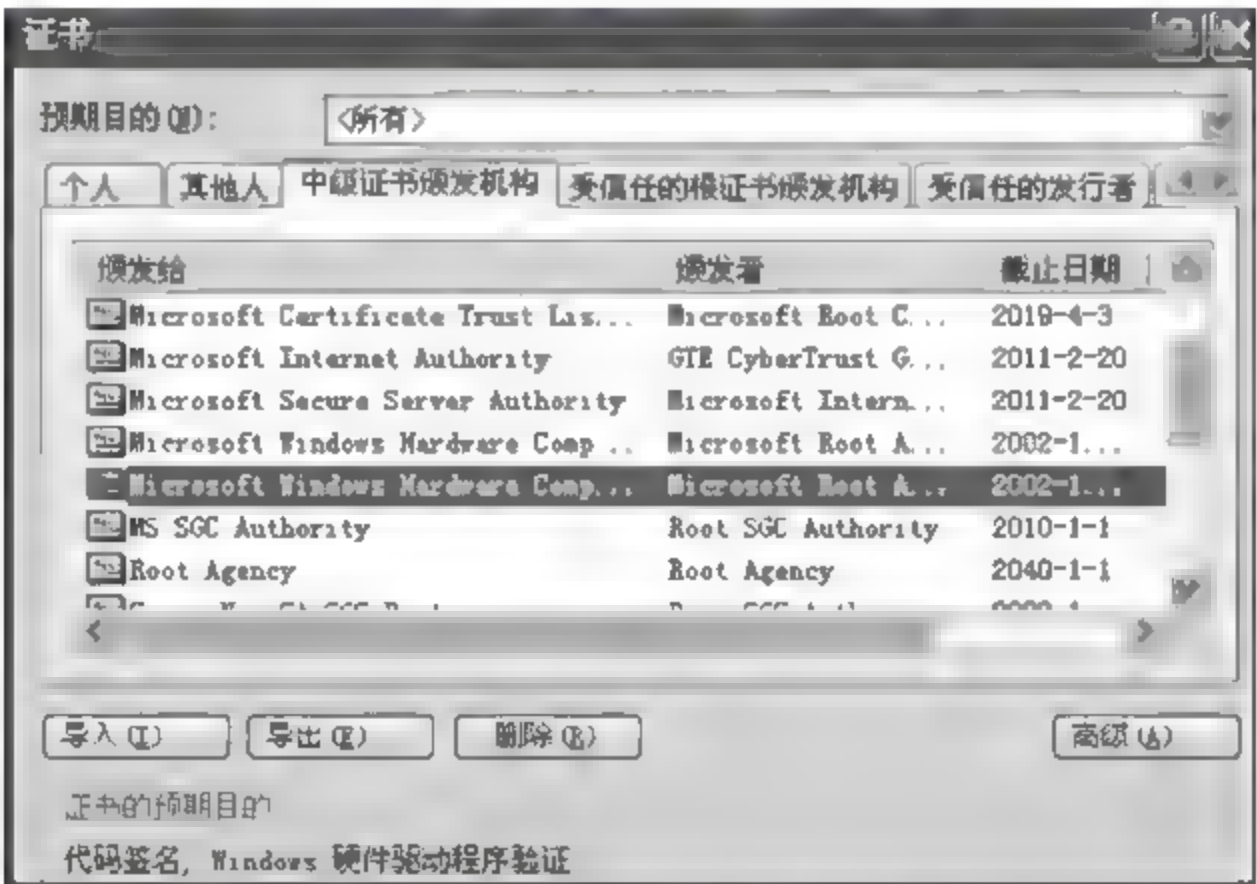 证书
预期目的(N): <所有>
个人 其他人 中级证书颁发机构 受信任的根证书颁发机构 受信任的发行者
颁发给 颁发者 截止日期
Microsoft Certificate Trust Lis... Microsoft Root C... 2019-4-3
Microsoft Internet Authority GTE CyberTrust G... 2011-2-20
Microsoft Secure Server Authority Microsoft Intern... 2011-2-20
Microsoft Windows Hardware Comp... Microsoft Root A... 2002-1...
Microsoft Windows Hardware Comp... Microsoft Root A... 2002-1...
MS SGC Authority Root SGC Authority 2010-1-1
Root Agency Root Agency 2040-1-1
导入(I) 导出(E) 删除(R) 高级(A)
证书的预期目的
代码签名, Windows 硬件驱动程序验证